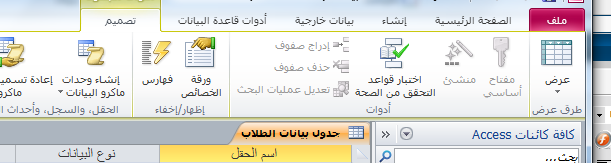 تصميم
ملف
الصفحة الرئيسية
إنشاء
بيانات خارجية
أدوات قاعدة البيانات
عرض
طرق عرض
مفتاح أساسي
منشئ
اختبار قواعد التحقق من الصحة
إدراج صفوف
حذف صفوف
تعديل عمليات البحث
أدوات
ورقة الخصائص
فهارس
إظهار/إخفاء
إنشاء وحدات ماكرو البيانات
إعادة تسمية
ماكرو
الحقل، والسجل، وأحداث
كافة كائنات Access
بحث...
جدول بيانات الطلاب
اسم الحقل
نوع البيانات